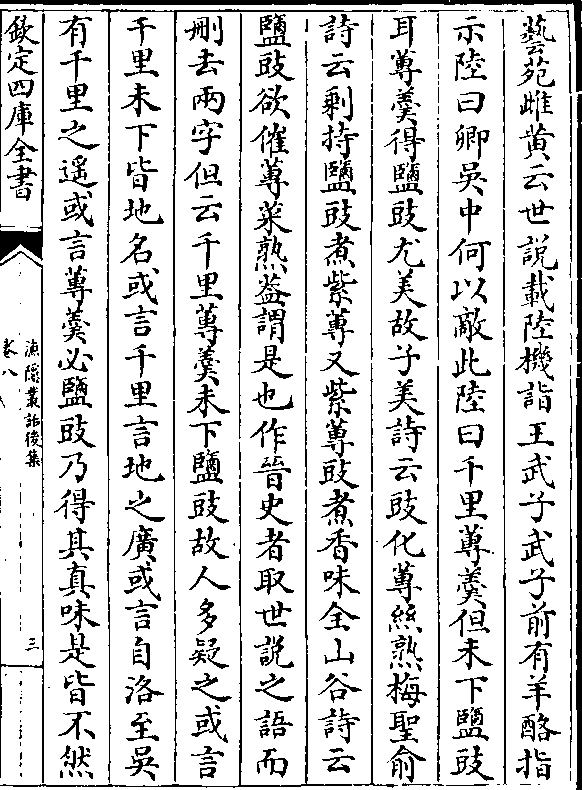 藝苑雌黄云世說載陸機詣王武子武子前有羊酪指
示陸曰卿吳中何以敵此陸曰千里蓴羮但未下鹽豉
耳蓴羮得鹽豉尤美故子美詩云豉化蓴絲熟梅聖俞
詩云剩持鹽豉煮紫蓴又紫蓴豉煮香味全山谷詩云
鹽豉欲催蓴菜熟葢謂是也作晉史者取世說之語而
刪去兩字但云千里蓴羮未下鹽豉故人多疑之或言
千里未下皆地名或言千里言地之廣或言自洛至吳
有千里之遥或言蓴羮必鹽豉乃得其真味是皆不然
欽定四庫全書
漁隱叢話後集
卷八
三